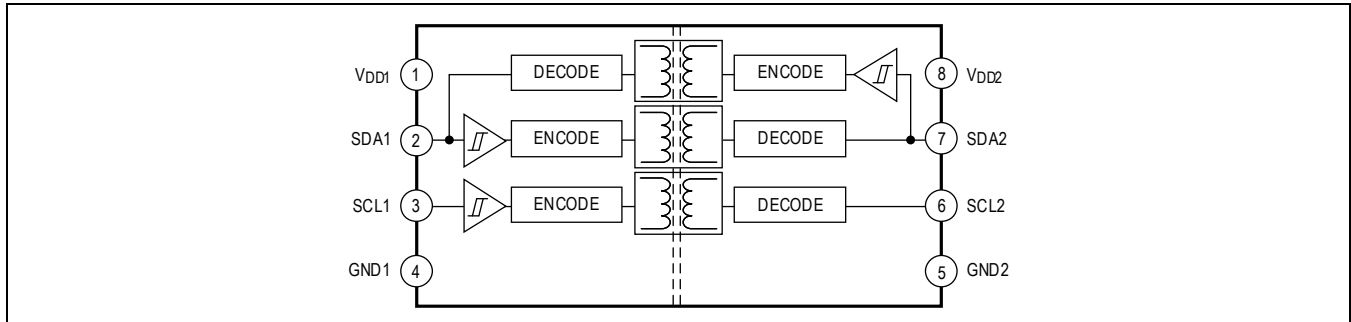 VDD1 1 DECODE ENCODE 8 VDD2
SDA1 2 ENCODE DECODE 7 SDA2
SCL1 3 ENCODE DECODE 6 SCL2
GND1 4 5 GND2